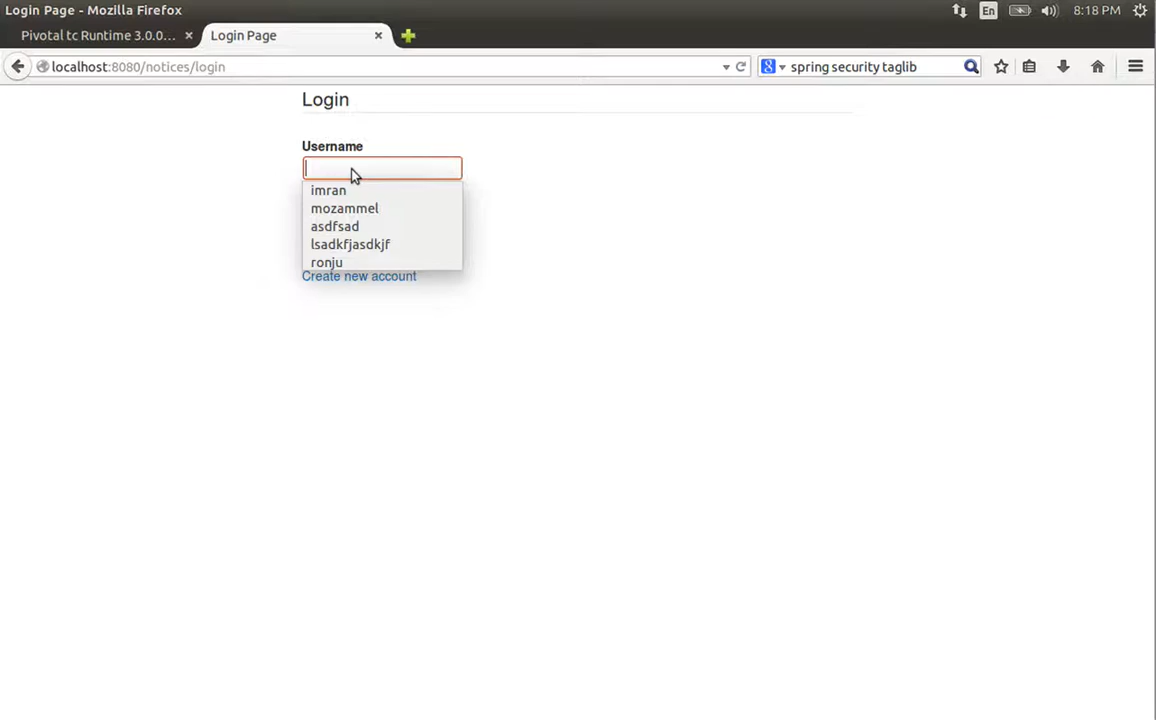 Login Page - Mozilla Firefox
En
8:18 PM
Pivotal tc Runtime 3.0.0...
Login Page
localhost:8080/notices/login
8
spring security taglib
Login
Username
imran
mozammel
asdfsad
lsadkfjasdkjf
ronju
Create new account